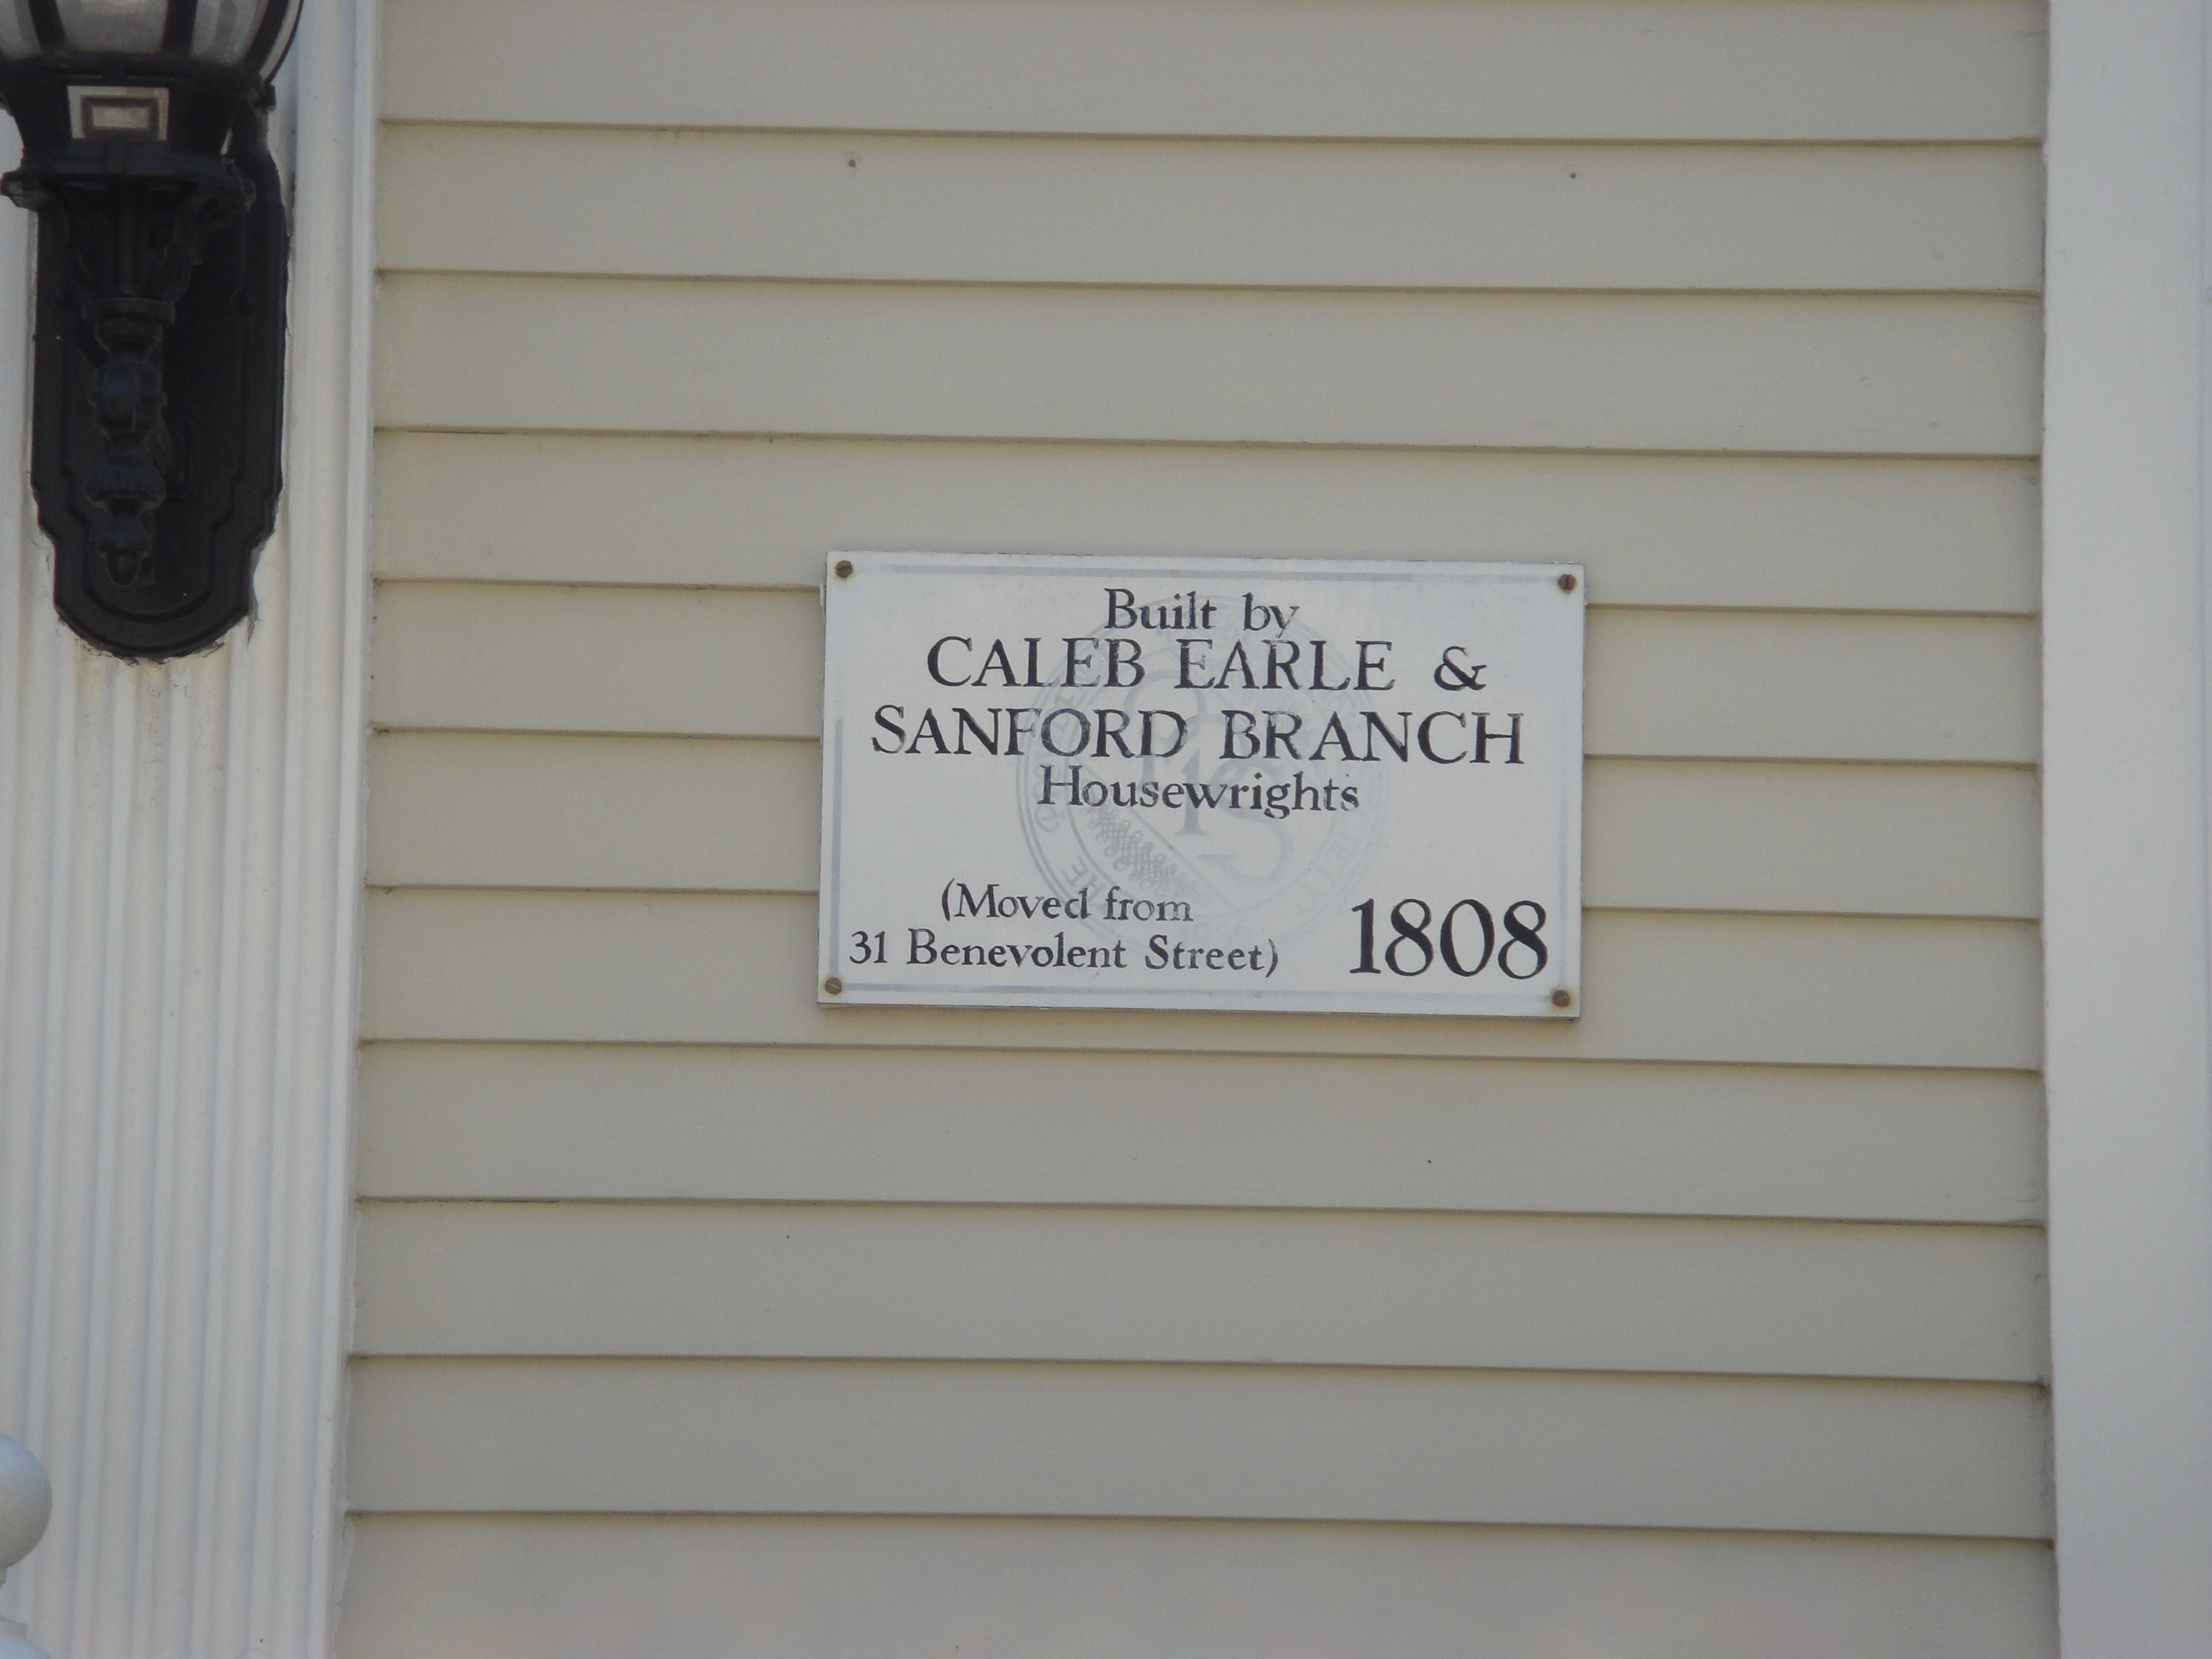 Built by
CALEB EARLE &
SANFORD BRANCH
Housewrights
(Moved from
31 Benevolent Street)
1808